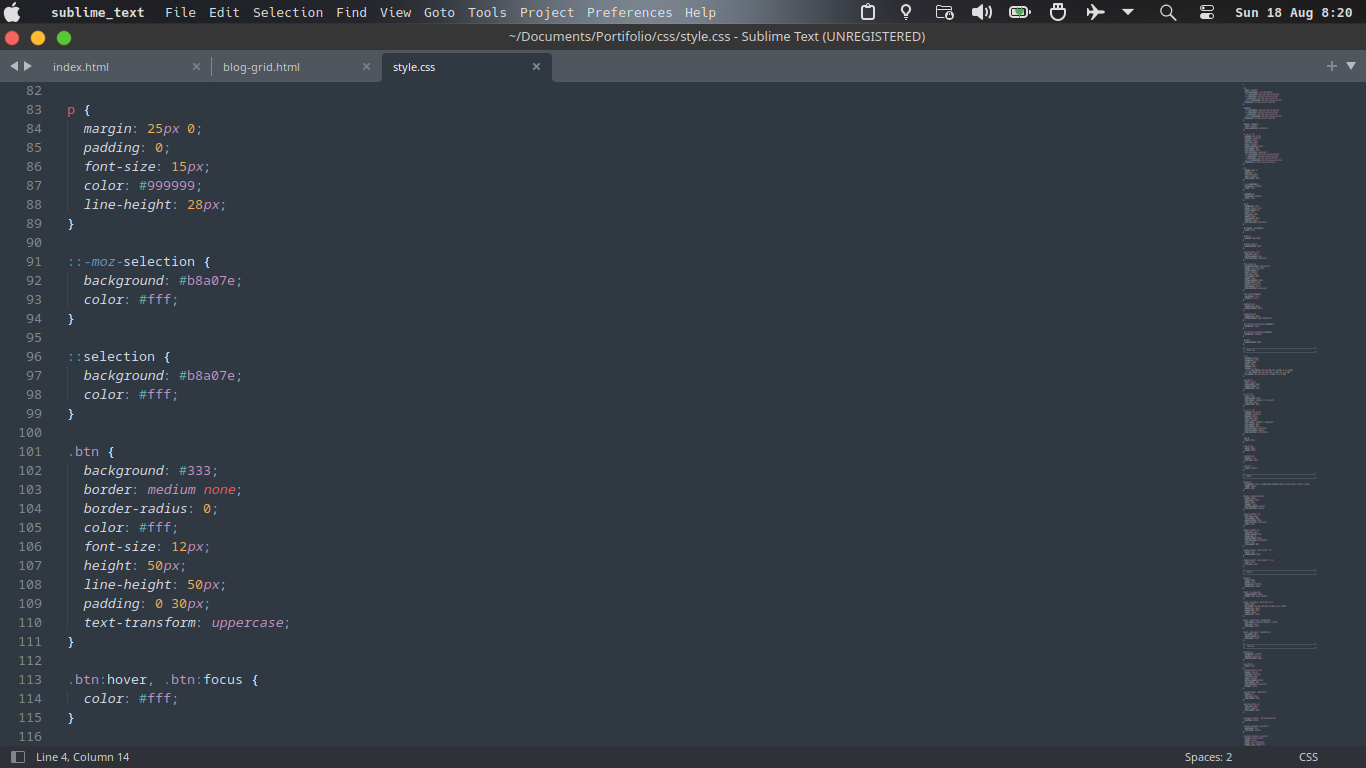 sublime_text File Edit Selection Find View Goto Tools Project Preferences Help Sun 18 Aug 8:20
~/Documents/Portifolio/css/style.css - Sublime Text (UNREGISTERED)
index.html × blog-grid.html × style.css ×
82
83 p {
84 margin: 25px 0;
85 padding: 0;
86 font-size: 15px;
87 color: #999999;
88 line-height: 28px;
89 }
90
91 ::-moz-selection {
92 background: #b8a07e;
93 color: #fff;
94 }
95
96 ::selection {
97 background: #b8a07e;
98 color: #fff;
99 }
100
101 .btn {
102 background: #333;
103 border: medium none;
104 border-radius: 0;
105 color: #fff;
106 font-size: 12px;
107 height: 50px;
108 line-height: 50px;
109 padding: 0 30px;
110 text-transform: uppercase;
111 }
112
113 .btn:hover, .btn:focus {
114 color: #fff;
115 }
116
Line 4, Column 14 Spaces: 2 CSS